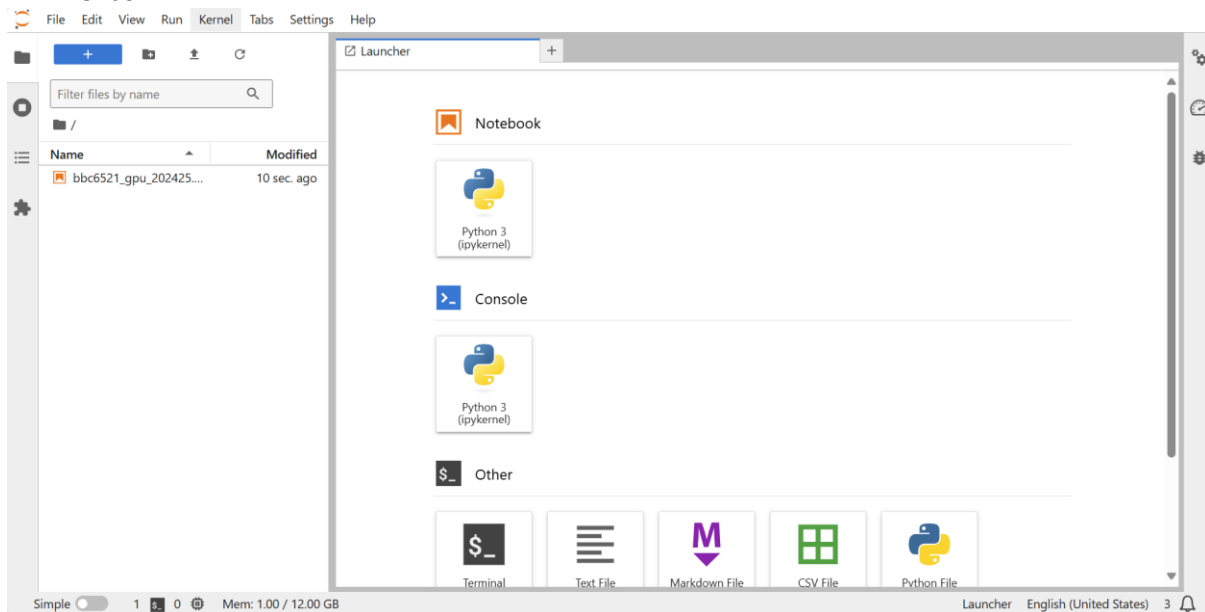 File Edit View Run Kernel Tabs Settings Help
Launcher
Filter files by name
/
Name Modified
bbc6521_gpu_202425.... 10 sec. ago
Notebook
Python 3
(ipykernel)
Console
Python 3
(ipykernel)
$_ Other
$_
Terminal Text File Markdown File CSV File Python File
Simple 1 $_ 0 Mem: 1.00 / 12.00 GB Launcher English (United States) 3